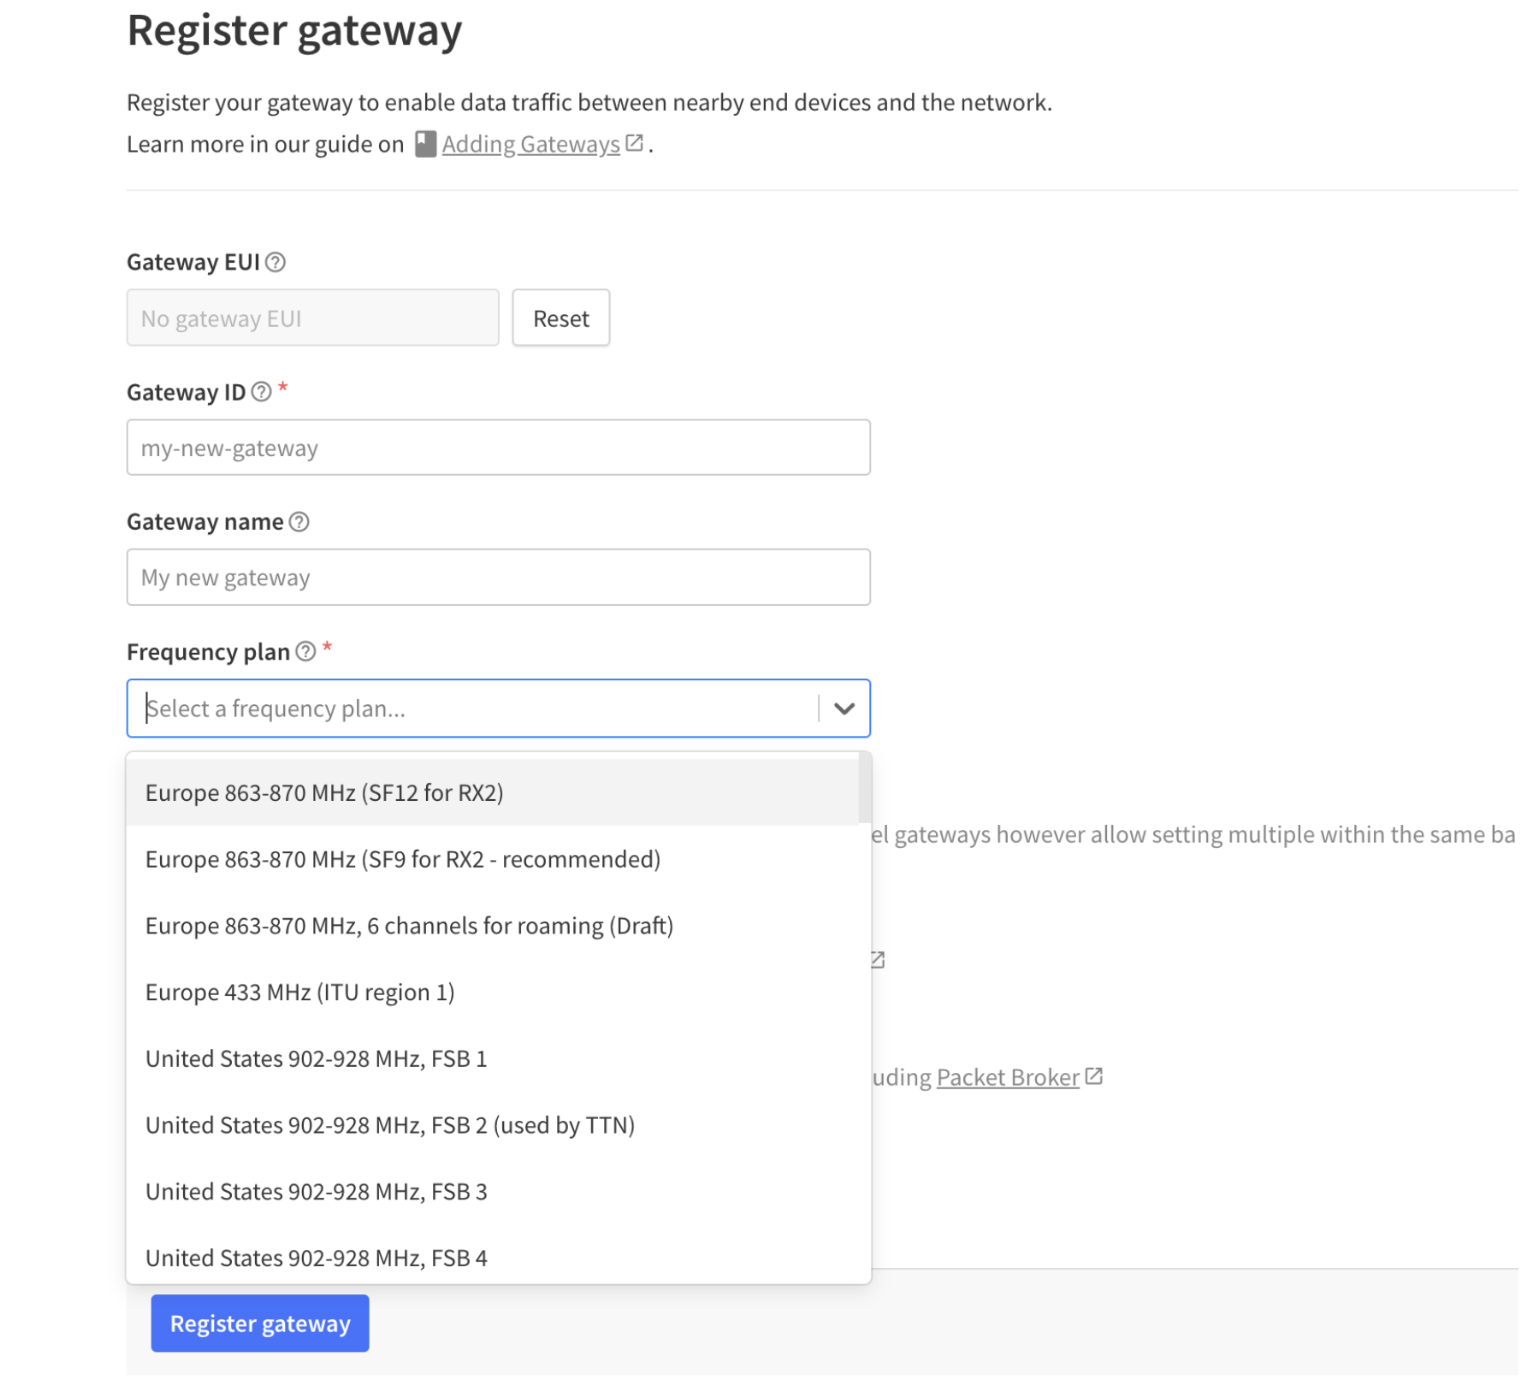 Register gateway
Register your gateway to enable data traffic between nearby end devices and the network.
Learn more in our guide on Adding Gateways .
Gateway EUI
No gateway EUI Reset
Gateway ID *
my-new-gateway
Gateway name
My new gateway
Frequency plan *
Select a frequency plan...
Europe 863-870 MHz (SF12 for RX2)
el gateways however allow setting multiple within the same ba
Europe 863-870 MHz (SF9 for RX2 - recommended)
Europe 863-870 MHz, 6 channels for roaming (Draft)
Europe 433 MHz (ITU region 1)
United States 902-928 MHz, FSB 1
uding Packet Broker
United States 902-928 MHz, FSB 2 (used by TTN)
United States 902-928 MHz, FSB 3
United States 902-928 MHz, FSB 4
Register gateway